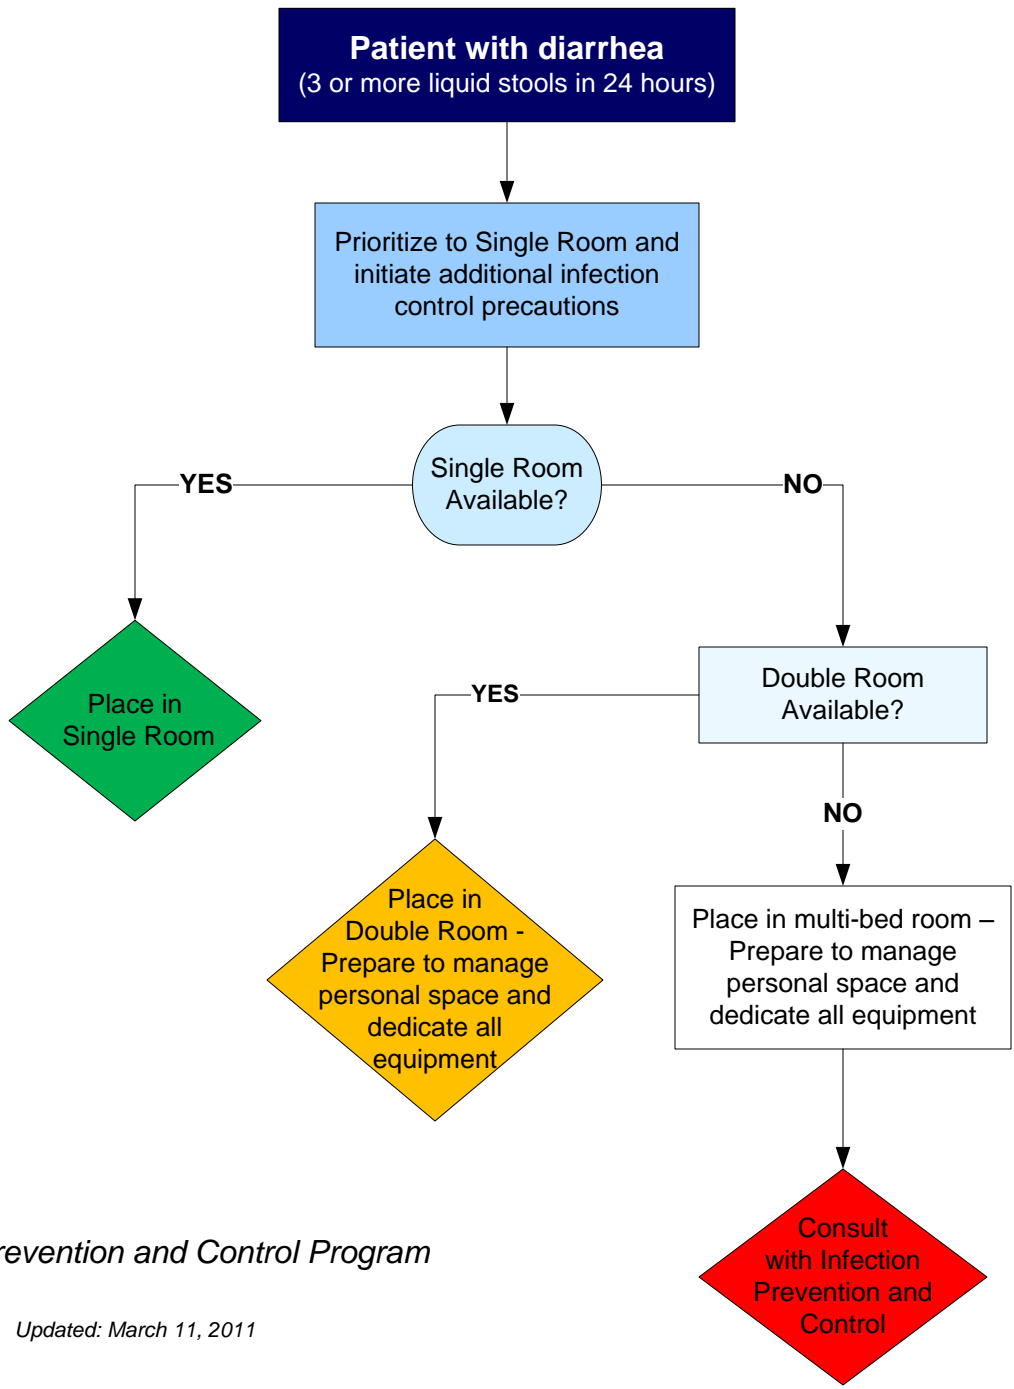 Patient with diarrhea
(3 or more liquid stools in 24 hours)
Prioritize to Single Room and
initiate additional infection
control precautions
Single Room
Available?
YES
NO
Place in
Single Room
Double Room
Available?
YES
NO
Place in
Double Room -
Prepare to manage
personal space and
dedicate all
equipment
Place in multi-bed room –
Prepare to manage
personal space and
dedicate all equipment
Consult
with Infection
Prevention and
Control
revention and Control Program
Updated: March 11, 2011